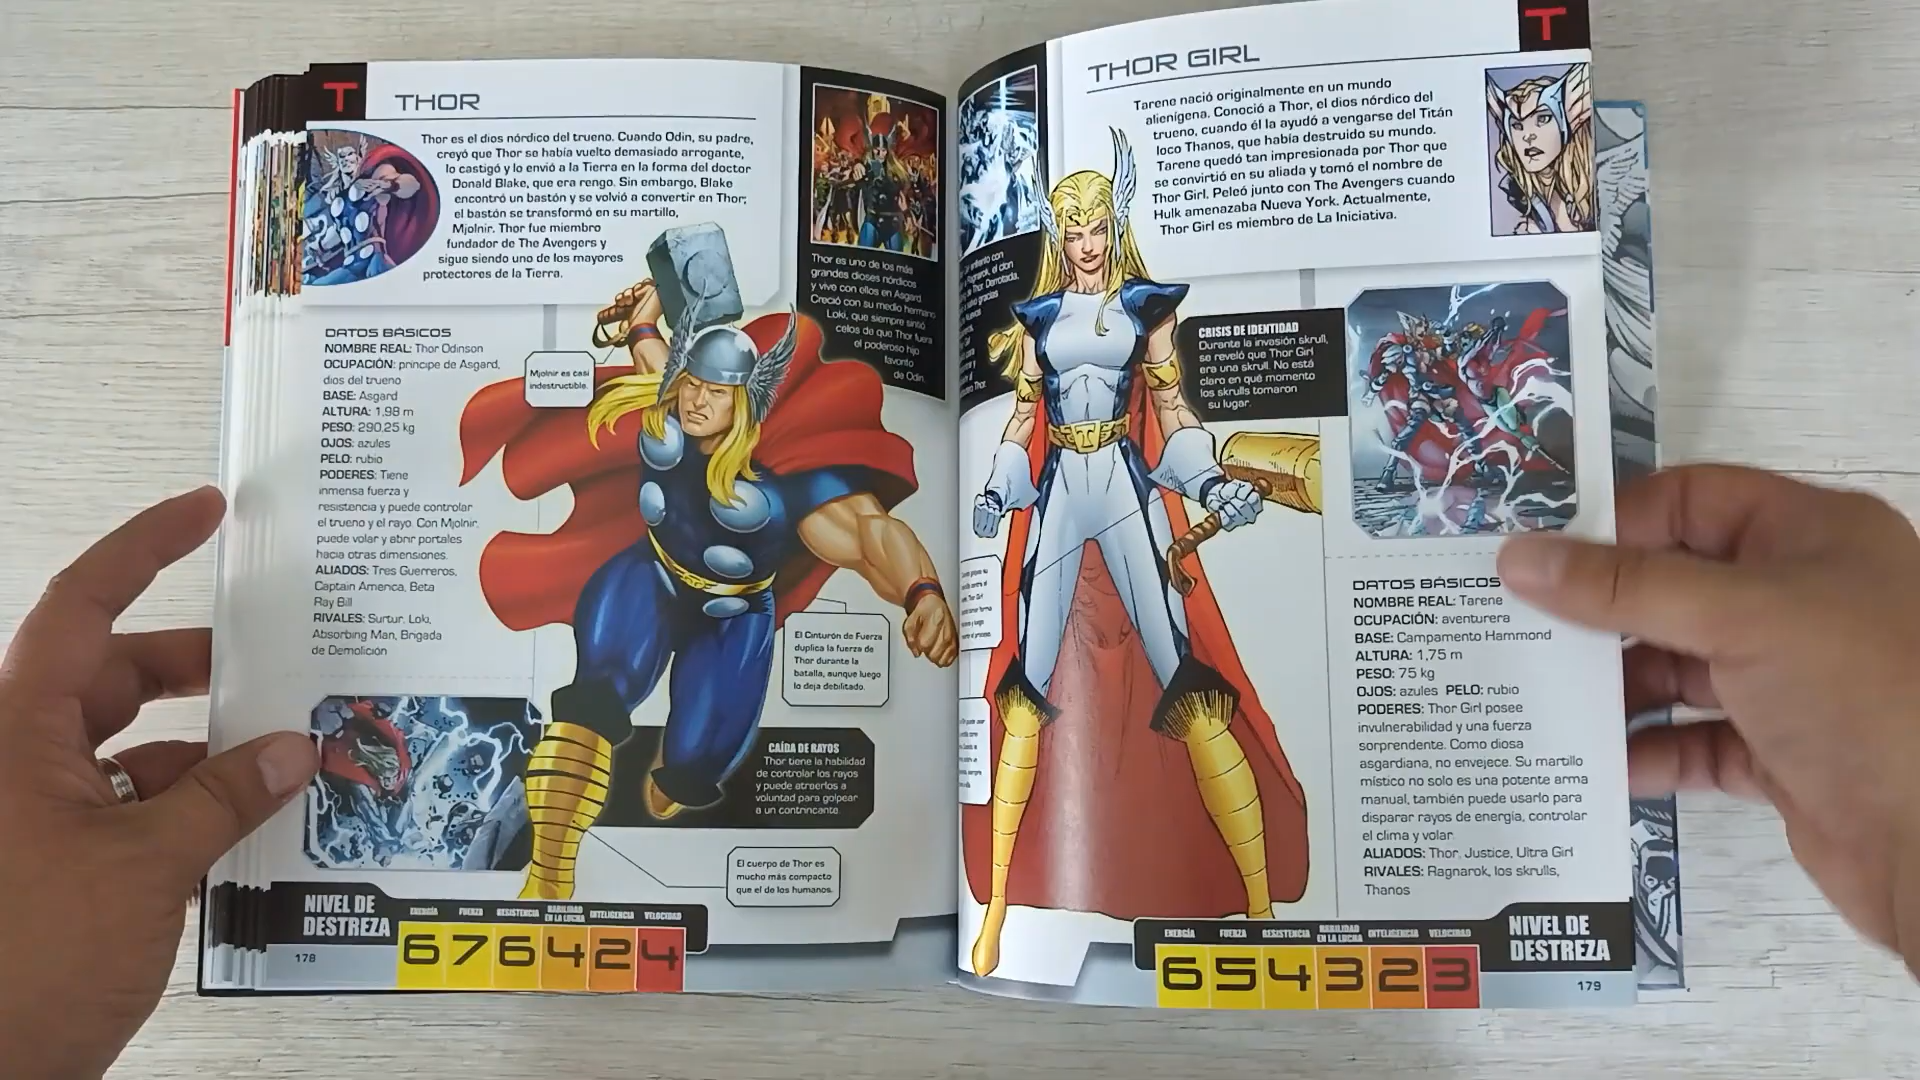 T
THOR
Thor es el dios nórdico del trueno. Cuando Odin, su padre,
creyó que Thor se había vuelto demasiado arrogante,
lo castigó y lo envió a la Tierra en la forma del doctor
Donald Blake, que era rengo. Sin embargo, Blake
encontró un bastón y se volvió a convertir en Thor;
el bastón se transformó en su martillo,
Mjolnir. Thor fue miembro
fundador de The Avengers y
sigue siendo uno de los mayores
protectores de la Tierra.
Thor es uno de los más
grandes dioses nórdicos
y vive con ellos en Asgard.
Creció con su medio hermano
Loki, que siempre sintió
celos de que Thor fuera
el poderoso hijo
favorito
de Odin.
DATOS BÁSICOS
NOMBRE REAL: Thor Odinson
OCUPACIÓN: príncipe de Asgard,
dios del trueno
BASE: Asgard
ALTURA: 1,98 m
PESO: 290,25 kg
OJOS: azules
PELO: rubio
PODERES: Tiene
inmensa fuerza y
resistencia y puede controlar
el trueno y el rayo. Con Mjolnir,
puede volar y abrir portales
hacia otras dimensiones.
ALIADOS: Tres Guerreros,
Captain America, Beta
Ray Bill
RIVALES: Surtur, Loki,
Absorbing Man, Brigada
de Demolición
Mjolnir es casi
indestructible.
El Cinturón de Fuerza
duplica la fuerza de
Thor durante la
batalla, aunque luego
lo deja debilitado.
CAÍDA DE RAYOS
Thor tiene la habilidad
de controlar los rayos
y puede atraerlos a
voluntad para golpear
a un contrincante.
El cuerpo de Thor es
mucho más compacto
que el de los humanos.
NIVEL DE
DESTREZA
ENERGÍA FUERZA RESISTENCIA HABILIDAD EN LA LUCHA INTELIGENCIA VELOCIDAD
6 7 6 4 2 4
178
T
THOR GIRL
Tarene nació originalmente en un mundo
alienígena. Conoció a Thor, el dios nórdico del
trueno, cuando él la ayudó a vengarse del Titán
loco Thanos, que había destruido su mundo.
Tarene quedó tan impresionada por Thor que
se convirtió en su aliada y tomó el nombre de
Thor Girl. Peleó junto con The Avengers cuando
Hulk amenazaba Nueva York. Actualmente,
Thor Girl es miembro de La Iniciativa.
CRISIS DE IDENTIDAD
Durante la invasión skrull,
se reveló que Thor Girl
era una skrull. No está
claro en qué momento
los skrulls tomaron
su lugar.
DATOS BÁSICOS
NOMBRE REAL: Tarene
OCUPACIÓN: aventurera
BASE: Campamento Hammond
ALTURA: 1,75 m
PESO: 75 kg
OJOS: azules PELO: rubio
PODERES: Thor Girl posee
invulnerabilidad y una fuerza
sorprendente. Como diosa
asgardiana, no envejece. Su martillo
místico no solo es una potente arma
manual, también puede usarlo para
disparar rayos de energía, controlar
el clima y volar.
ALIADOS: Thor, Justice, Ultra Girl
RIVALES: Ragnarok, los skrulls,
Thanos
ENERGÍA FUERZA RESISTENCIA HABILIDAD EN LA LUCHA INTELIGENCIA VELOCIDAD
6 5 4 3 2 3
NIVEL DE
DESTREZA
179